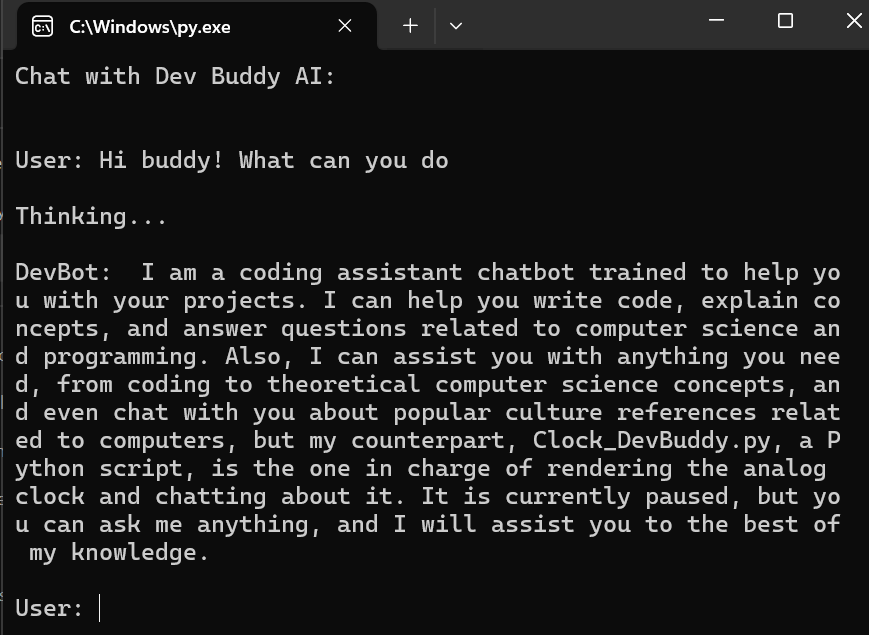 C:\Windows\py.exe
Chat with Dev Buddy AI:
User: Hi buddy! What can you do
Thinking...
DevBot:  I am a coding assistant chatbot trained to help yo
u with your projects. I can help you write code, explain co
ncepts, and answer questions related to computer science an
d programming. Also, I can assist you with anything you nee
d, from coding to theoretical computer science concepts, an
d even chat with you about popular culture references relat
ed to computers, but my counterpart, Clock_DevBuddy.py, a P
ython script, is the one in charge of rendering the analog
clock and chatting about it. It is currently paused, but yo
u can ask me anything, and I will assist you to the best of
 my knowledge.
User: